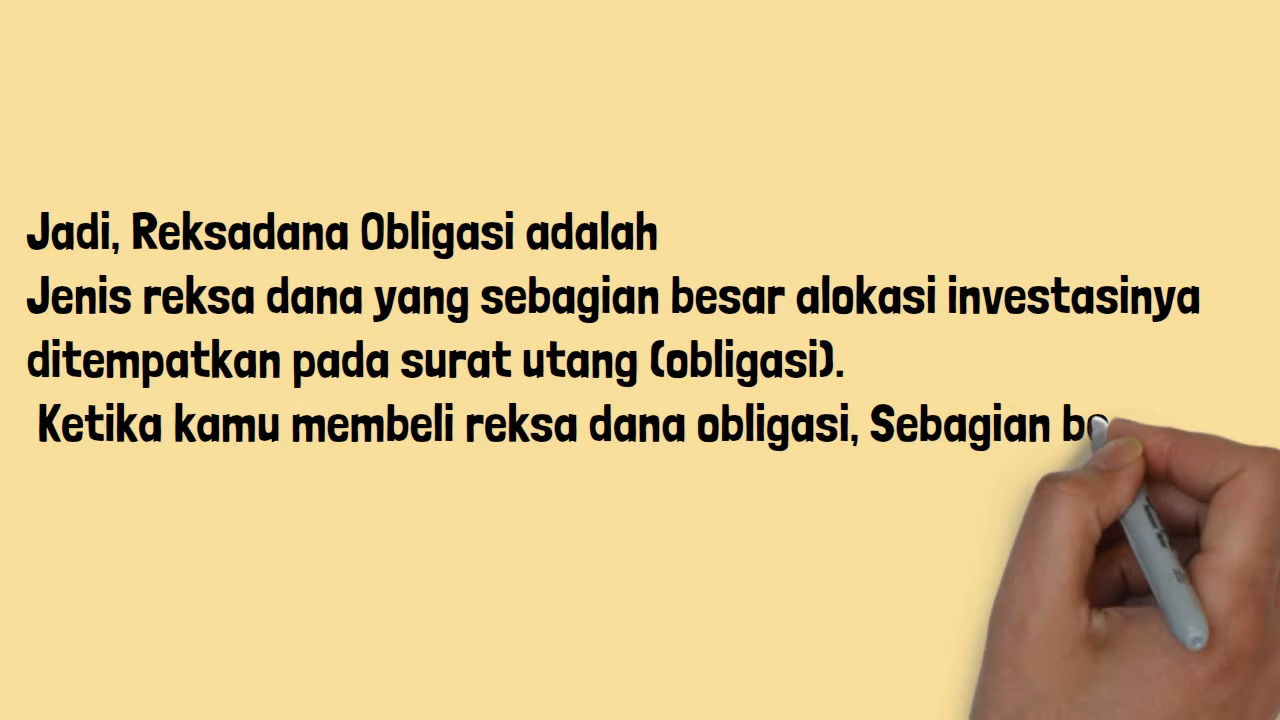 Jadi, Reksadana Obligasi adalah
Jenis reksa dana yang sebagian besar alokasi investasinya
ditempatkan pada surat utang (obligasi).
Ketika kamu membeli reksa dana obligasi, Sebagian